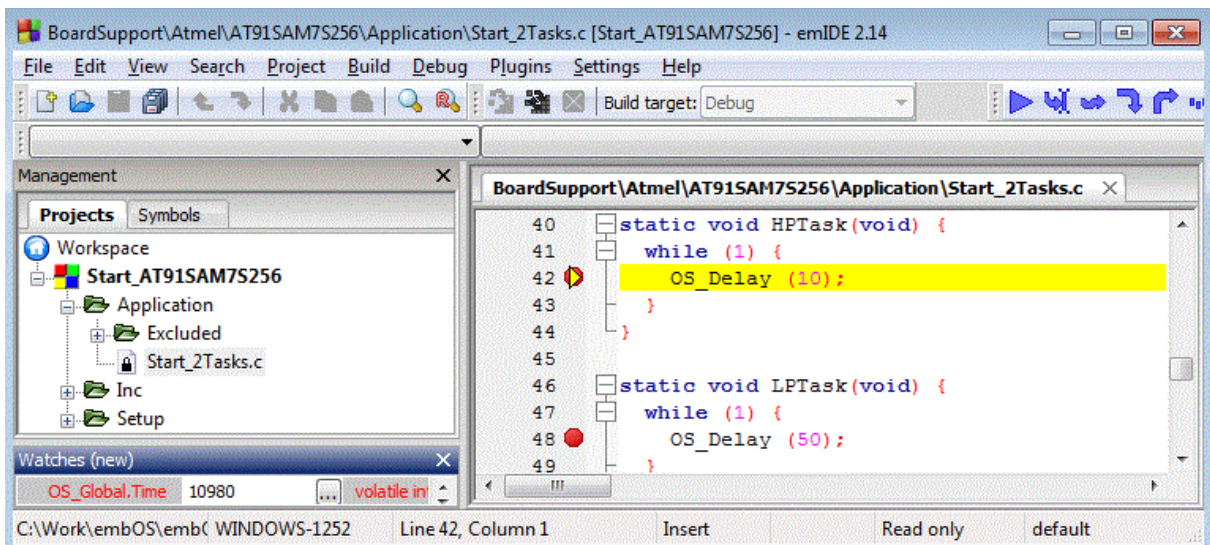 BoardSupport\Atmel\AT91SAM7S256\Application\Start_2Tasks.c [Start_AT91SAM7S256] - emIDE 2.14
File Edit View Search Project Build Debug Plugins Settings Help
Build target: Debug
Management
Projects Symbols
Workspace
Start_AT91SAM7S256
Application
Excluded
Start_2Tasks.c
Inc
Setup
Watches (new)
OS_Global.Time 10980 ... volatile in
BoardSupport\Atmel\AT91SAM7S256\Application\Start_2Tasks.c
40 static void HPTask(void) {
41 while (1) {
42 OS_Delay (10);
43 }
44 }
45
46 static void LPTask(void) {
47 while (1) {
48 OS_Delay (50);
49 }
C:\Work\embOS\emb WINDOWS-1252 Line 42, Column 1 Insert Read only default